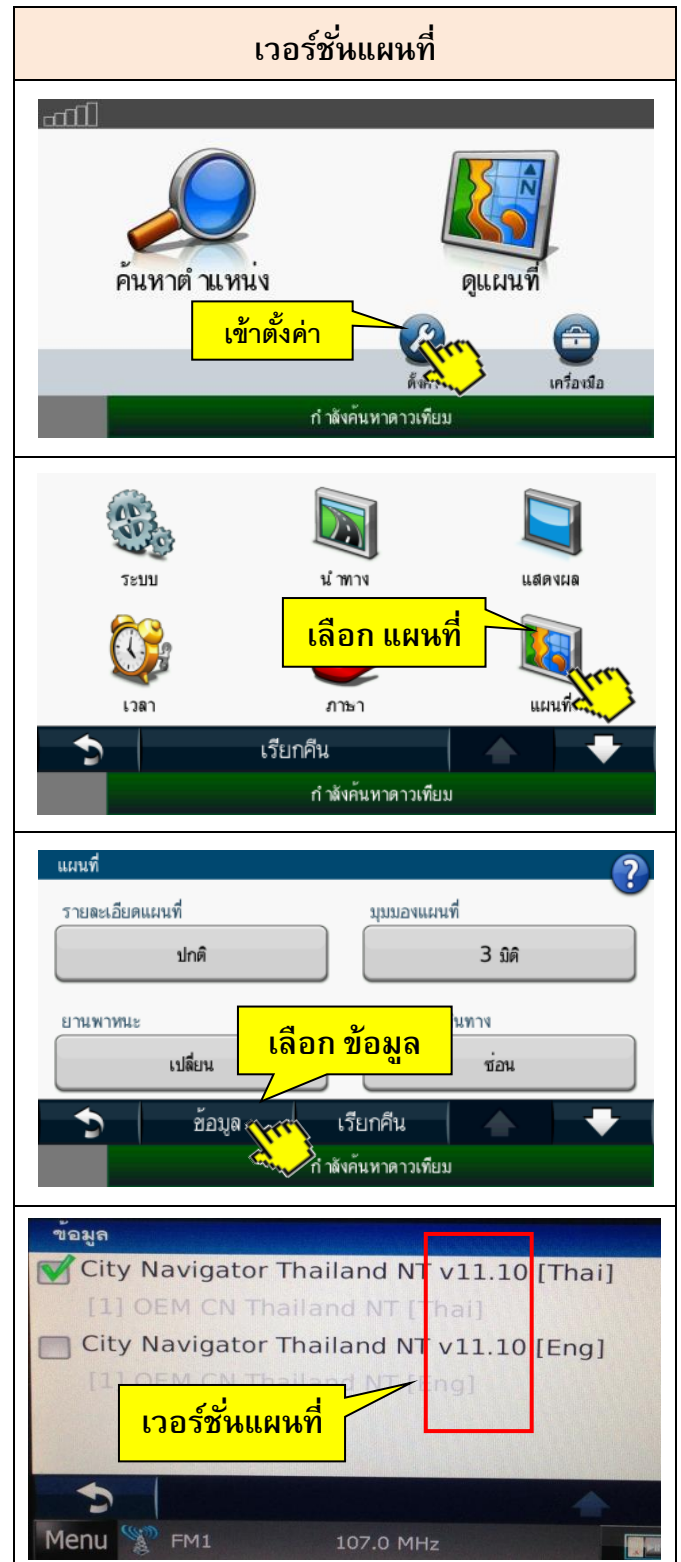 เวอร์ชั่นแผนที่
ค้นหาตำแหน่ง
ดูแผนที่
เข้าตั้งค่า
เครื่องมือ
กำลังค้นหาดาวเทียม
ระบบ
นำทาง
แสดงผล
เลือก แผนที่
เวลา
ภาษา
แผนที่
เรียกคืน
กำลังค้นหาดาวเทียม
แผนที่
รายละเอียดแผนที่
มุมมองแผนที่
ปกติ
3 มิติ
ยานพาหนะ
เลือก ข้อมูล
เปลี่ยน
ซ่อน
ข้อมูล
เรียกคืน
กำลังค้นหาดาวเทียม
ข้อมูล
City Navigator Thailand NT v11.10 [Thai]
[1] OEM CN Thailand NT [Thai]
City Navigator Thailand NT v11.10 [Eng]
[1] OEM CN Thailand NT [Eng]
เวอร์ชั่นแผนที่
Menu FM1 107.0 MHz